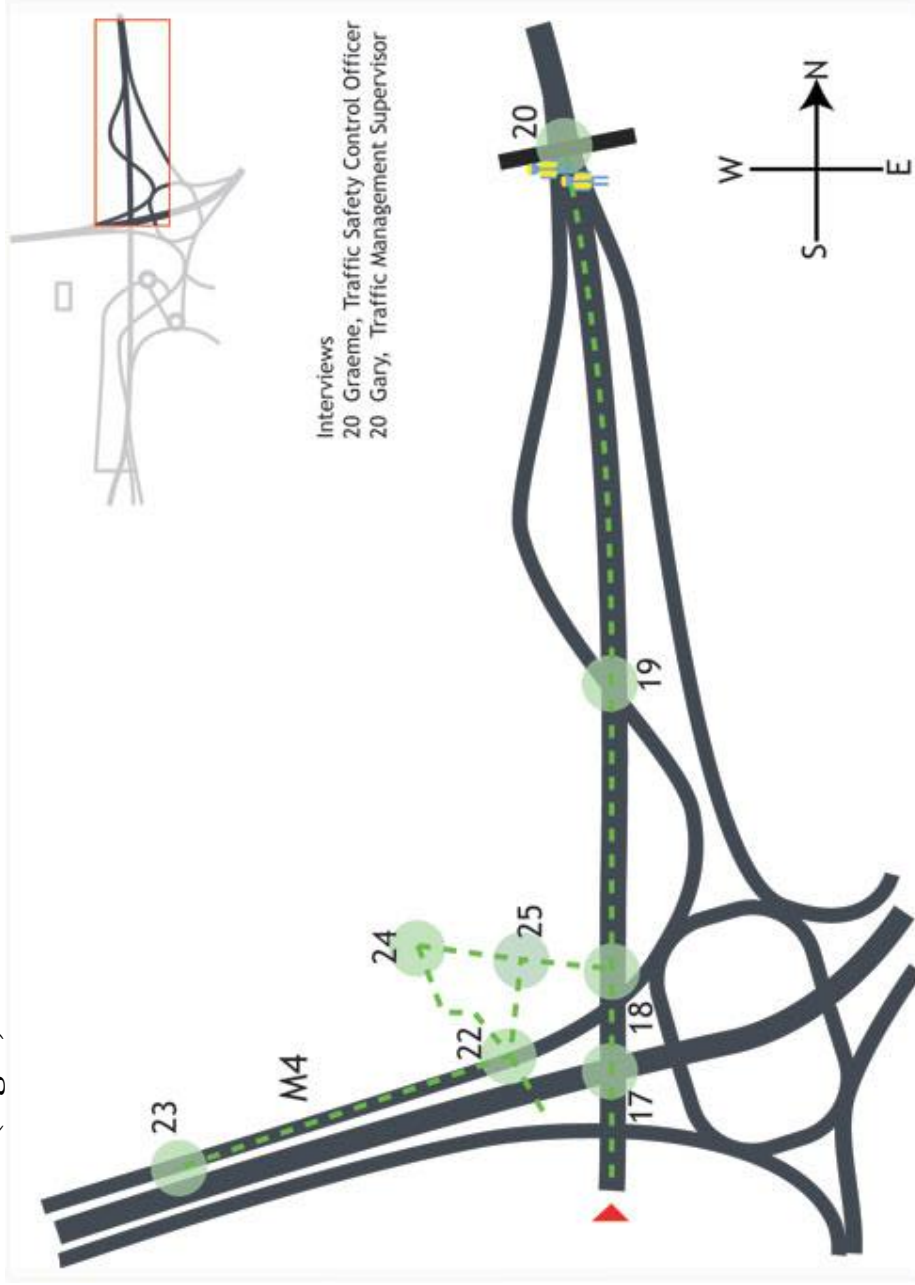 Interviews
20 Graeme, Traffic Safety Control Officer
20 Gary, Traffic Management Supervisor
23
M4
22
24
25
17
18
19
20
W
N
S
E